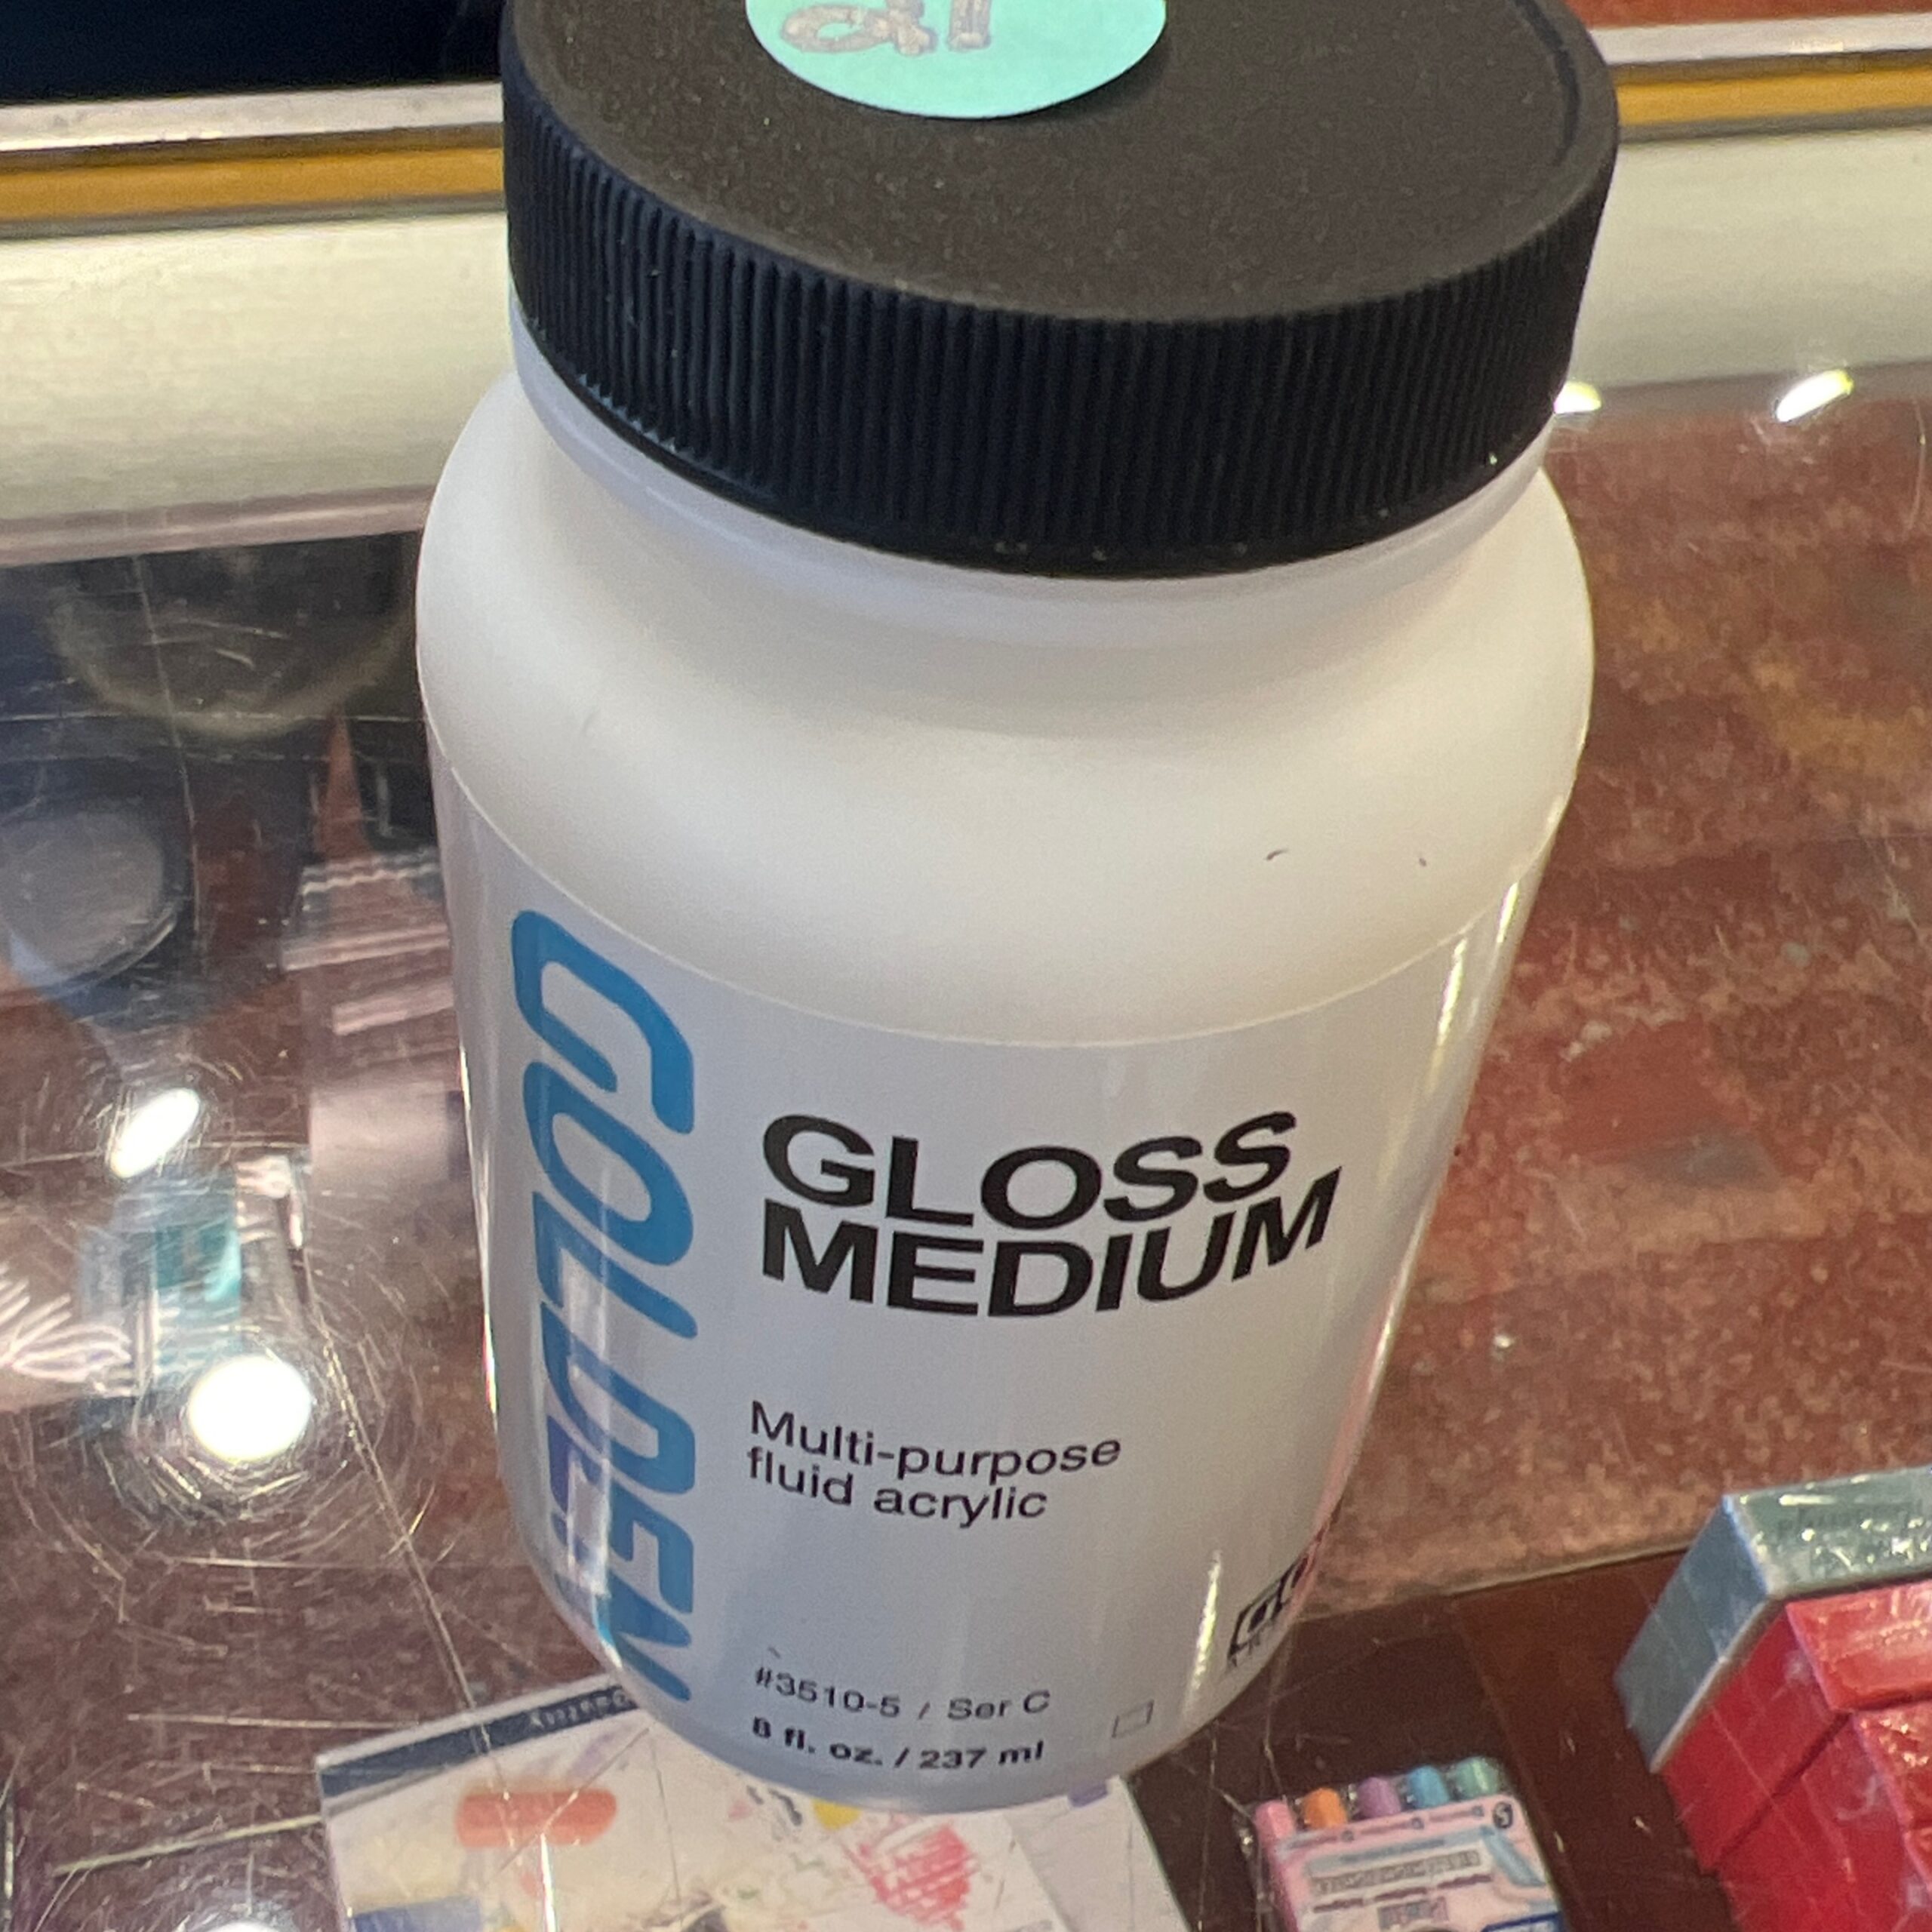 GOLDEN
GLOSS
MEDIUM
Multi-purpose
fluid acrylic
#3510-5 / Ser C
8 fl. oz. / 237 ml